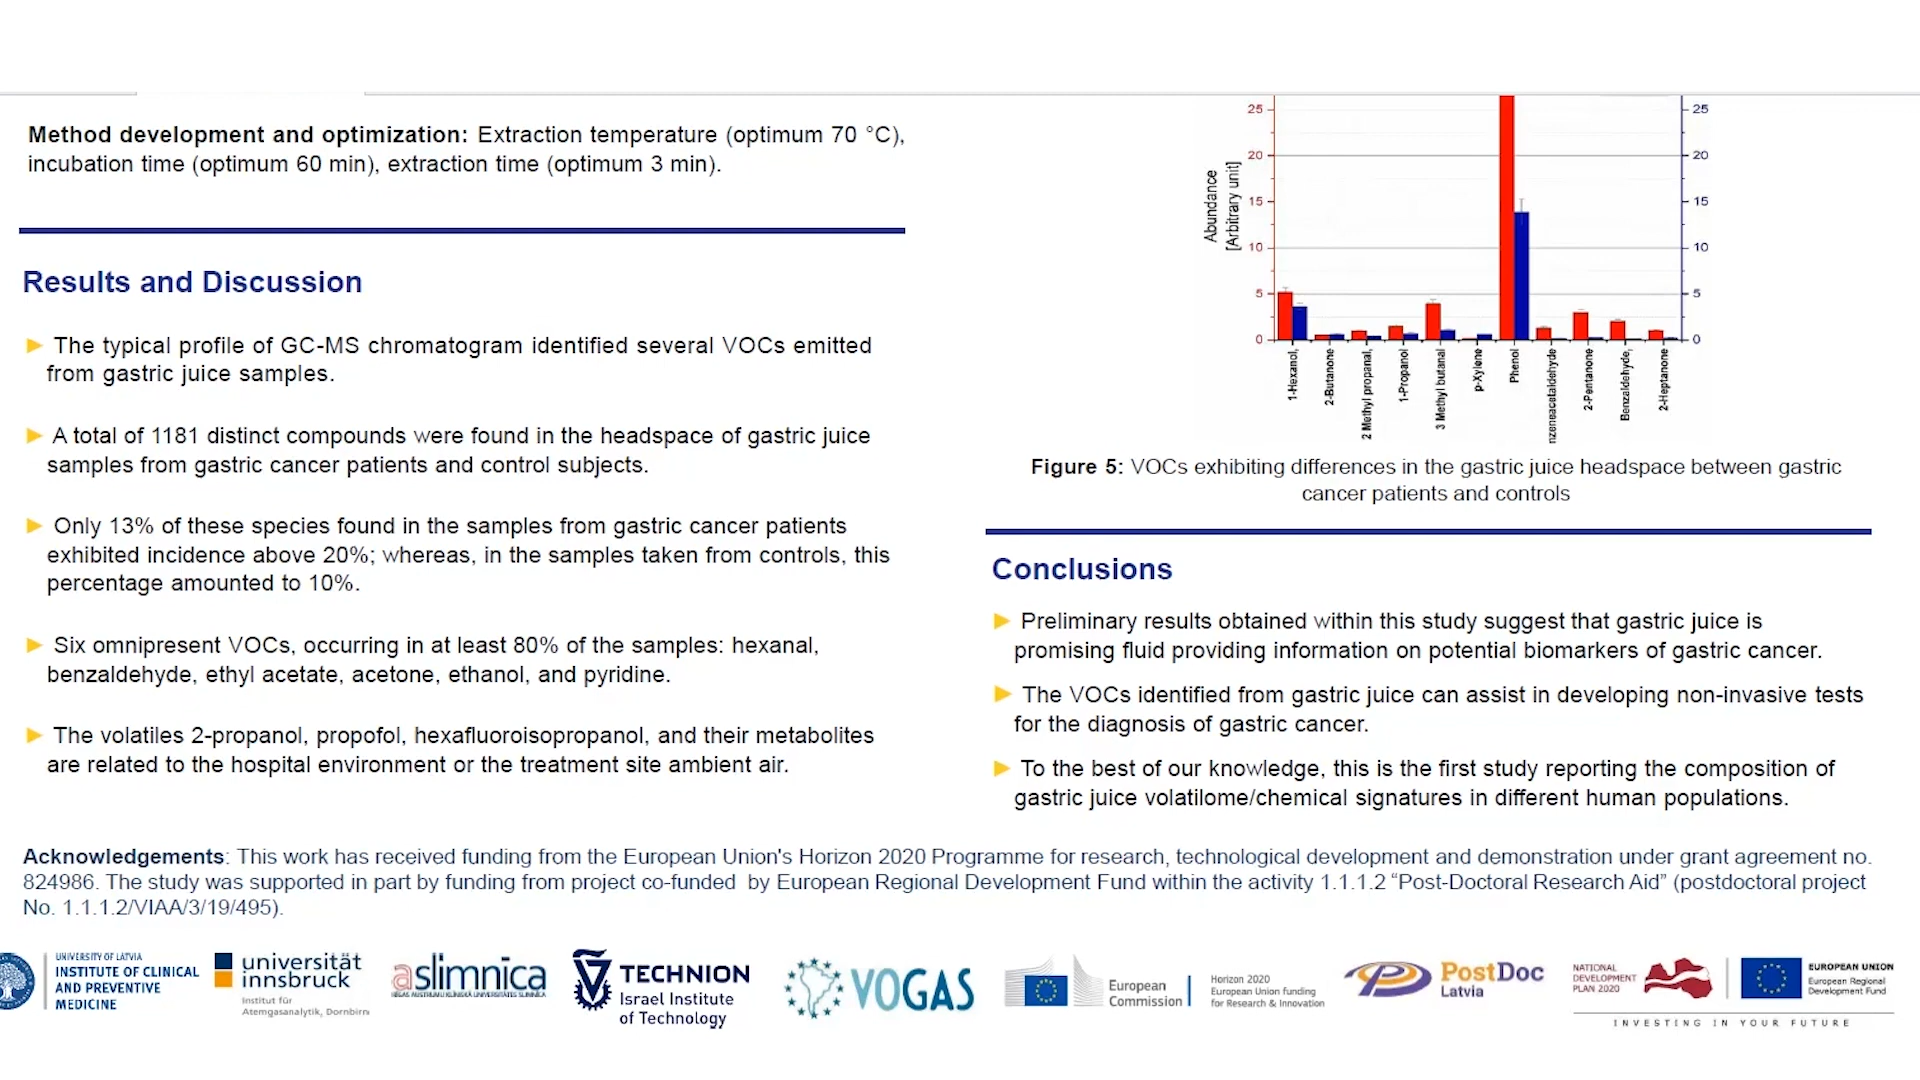 Method development and optimization: Extraction temperature (optimum 70 °C),
incubation time (optimum 60 min), extraction time (optimum 3 min).
Results and Discussion
The typical profile of GC-MS chromatogram identified several VOCs emitted
from gastric juice samples.
A total of 1181 distinct compounds were found in the headspace of gastric juice
samples from gastric cancer patients and control subjects.
Only 13% of these species found in the samples from gastric cancer patients
exhibited incidence above 20%; whereas, in the samples taken from controls, this
percentage amounted to 10%.
Six omnipresent VOCs, occurring in at least 80% of the samples: hexanal,
benzaldehyde, ethyl acetate, acetone, ethanol, and pyridine.
The volatiles 2-propanol, propofol, hexafluoroisopropanol, and their metabolites
are related to the hospital environment or the treatment site ambient air.
Abundance
[Arbitrary unit]
25
20
15
10
5
0
25
20
15
10
5
0
1-Hexanol,
2-Butanone
2 Methyl propanal,
1-Propanol
3 Methyl butanal
p-Xylene
Phenol
nzeneacetaldehyde
2-Pentanone
Benzaldehyde,
2-Heptanone
Figure 5: VOCs exhibiting differences in the gastric juice headspace between gastric
cancer patients and controls
Conclusions
Preliminary results obtained within this study suggest that gastric juice is
promising fluid providing information on potential biomarkers of gastric cancer.
The VOCs identified from gastric juice can assist in developing non-invasive tests
for the diagnosis of gastric cancer.
To the best of our knowledge, this is the first study reporting the composition of
gastric juice volatilome/chemical signatures in different human populations.
Acknowledgements: This work has received funding from the European Union's Horizon 2020 Programme for research, technological development and demonstration under grant agreement no.
824986. The study was supported in part by funding from project co-funded by European Regional Development Fund within the activity 1.1.1.2 “Post-Doctoral Research Aid” (postdoctoral project
No. 1.1.1.2/VIAA/3/19/495).
UNIVERSITY OF LATVIA
INSTITUTE OF CLINICAL
AND PREVENTIVE
MEDICINE
universität
innsbruck
Institut für
Atemgasanalytik, Dornbirn
aslimnīca
RĪGAS AUSTRUMU KLĪNISKĀ UNIVERSITĀTES SLIMNĪCA
TECHNION
Israel Institute
of Technology
VOGAS
European
Commission
Horizon 2020
European Union funding
for Research & Innovation
PostDoc
Latvia
NATIONAL
DEVELOPMENT
PLAN 2020
EUROPEAN UNION
European Regional
Development Fund
INVESTING IN YOUR FUTURE